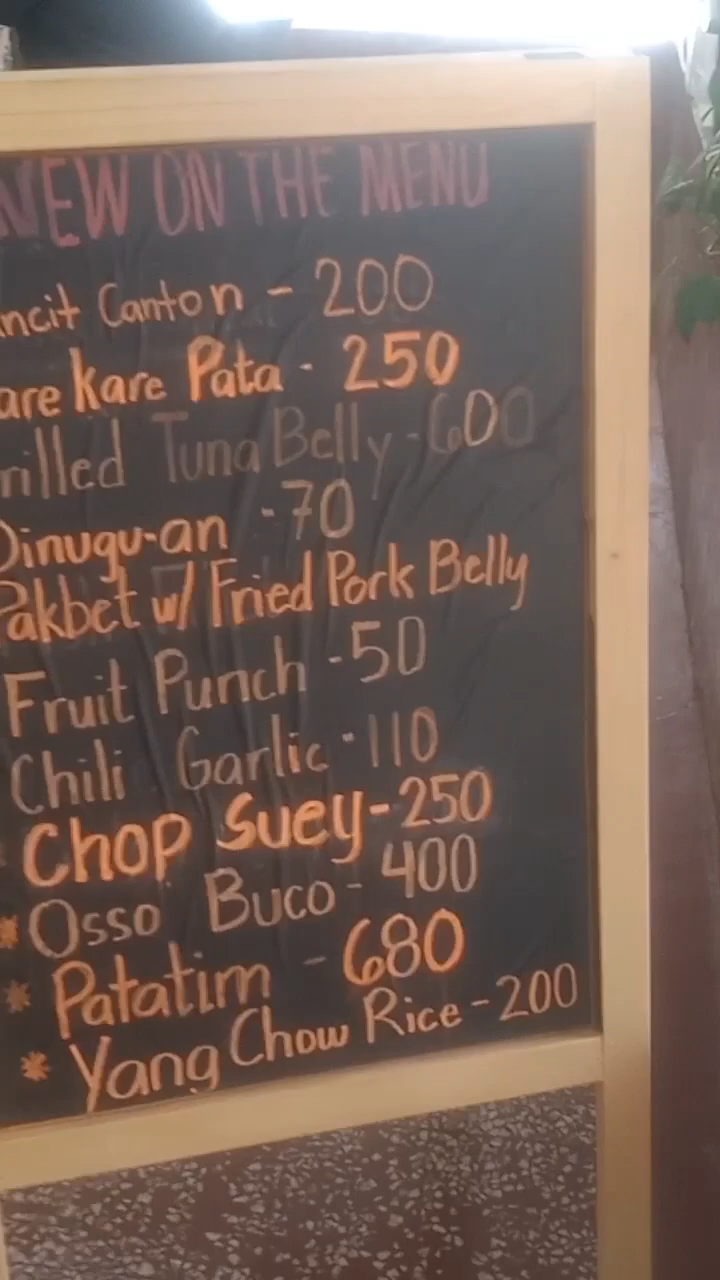 NEW ON THE MENU
ncit Canton - 200
are kare Pata - 250
rilled Tuna Belly - 600
Dinugu-an - 70
Pakbet w/ Fried Pork Belly
Fruit Punch - 50
Chili Garlic - 110
Chop Suey - 250
* Osso Buco - 400
* Patatim - 680
* Yang Chow Rice - 200